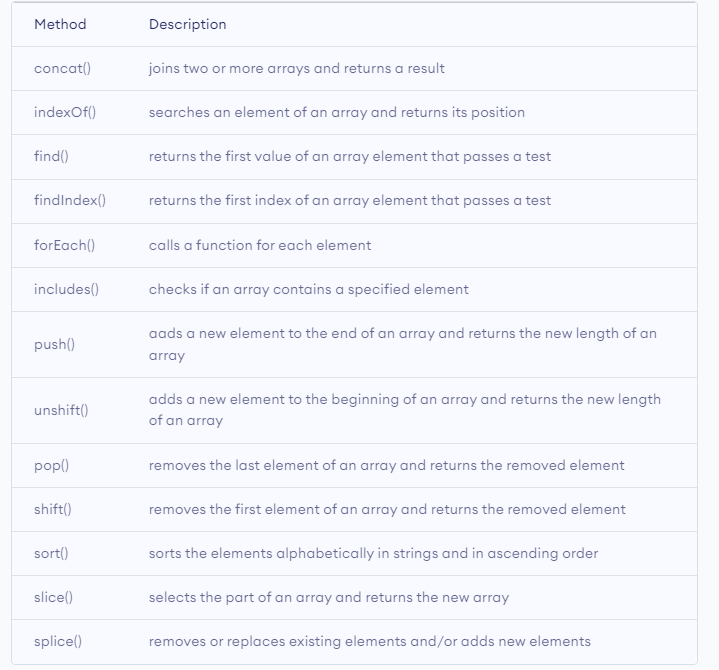 Method Description
concat() joins two or more arrays and returns a result
indexOf() searches an element of an array and returns its position
find() returns the first value of an array element that passes a test
findIndex() returns the first index of an array element that passes a test
forEach() calls a function for each element
includes() checks if an array contains a specified element
push() aads a new element to the end of an array and returns the new length of an
array
unshift() adds a new element to the beginning of an array and returns the new length
of an array
pop() removes the last element of an array and returns the removed element
shift() removes the first element of an array and returns the removed element
sort() sorts the elements alphabetically in strings and in ascending order
slice() selects the part of an array and returns the new array
splice() removes or replaces existing elements and/or adds new elements